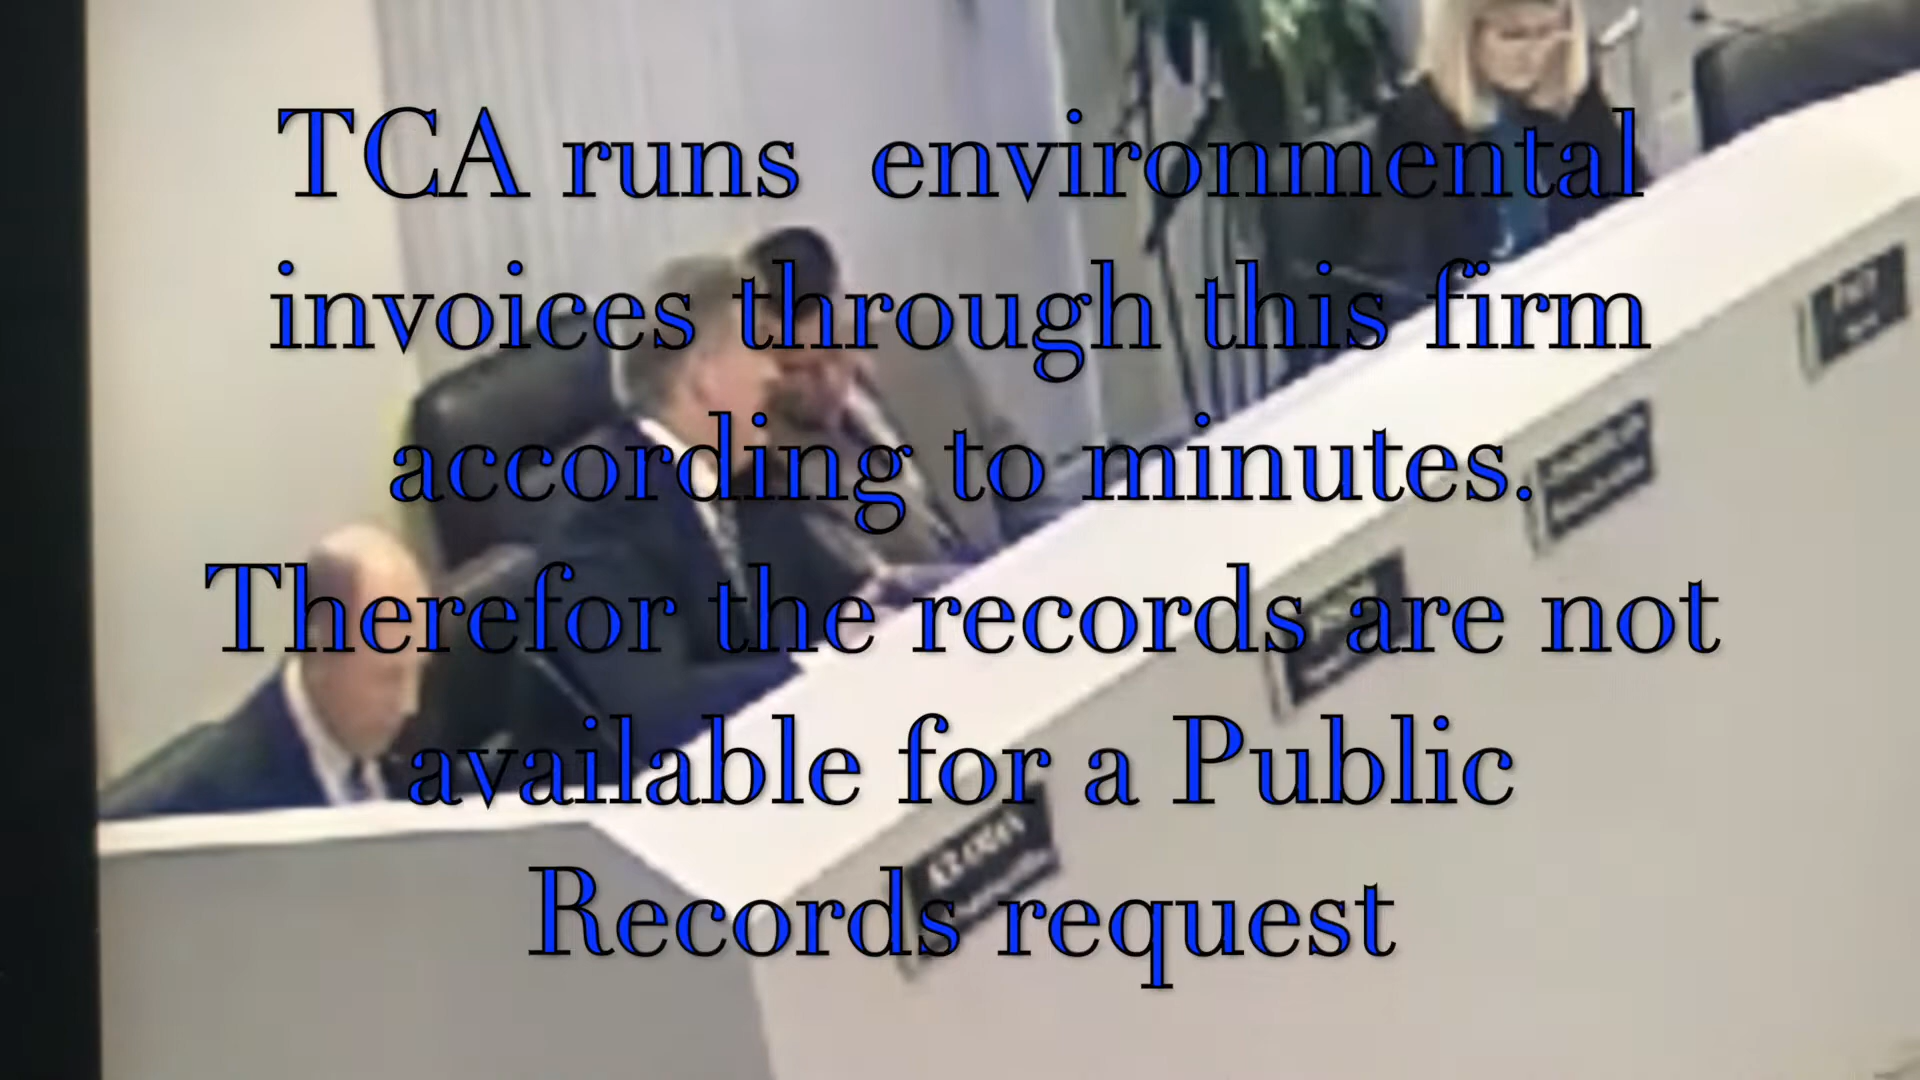 TCA runs  environmental
invoices through this firm
according to minutes.
Therefor the records are not
available for a Public
Records request